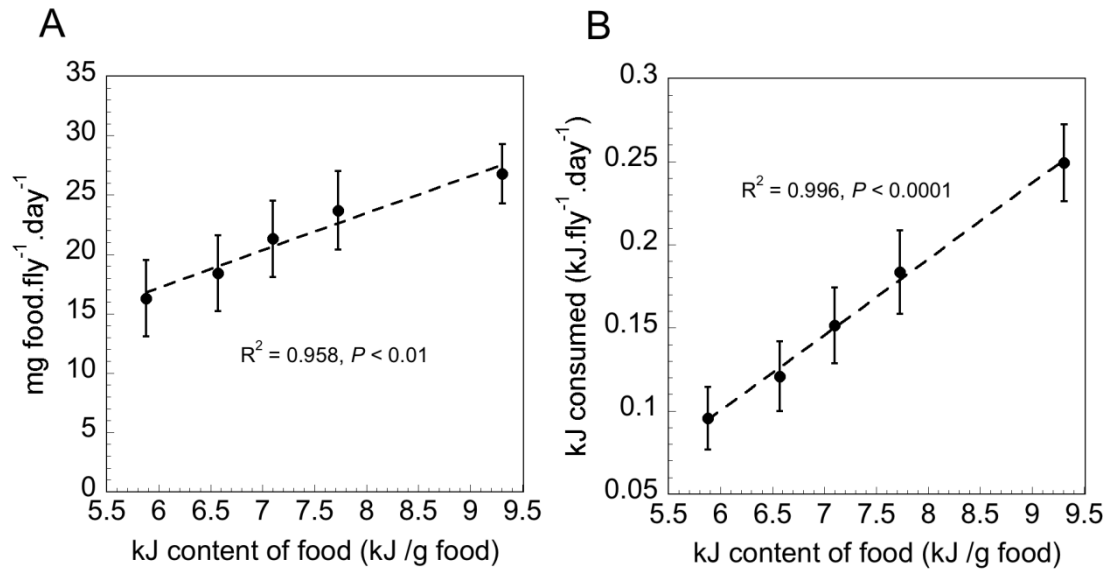 A
35
30
25
20
15
10
5
0
mg food.fly⁻¹.day⁻¹
R² = 0.958, P < 0.01
5.5 6 6.5 7 7.5 8 8.5 9 9.5
kJ content of food (kJ /g food)
B
0.3
0.25
0.2
0.15
0.1
0.05
kJ consumed (kJ.fly⁻¹.day⁻¹)
R² = 0.996, P < 0.0001
5.5 6 6.5 7 7.5 8 8.5 9 9.5
kJ content of food (kJ /g food)